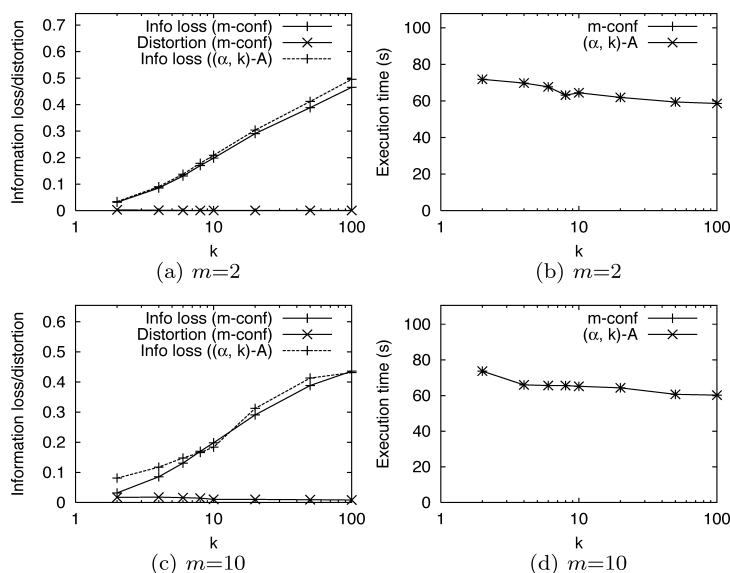 Information loss/distortion
0.7
0.6
0.5
0.4
0.3
0.2
0.1
0
1
10
100
k
Info loss (m-conf)
Distortion (m-conf)
Info loss ((α, k)-A)
(a) m=2
Execution time (s)
100
80
60
40
20
0
1
10
100
k
m-conf
(α, k)-A
(b) m=2
Information loss/distortion
0.6
0.5
0.4
0.3
0.2
0.1
0
1
10
100
k
Info loss (m-conf)
Distortion (m-conf)
Info loss ((α, k)-A)
(c) m=10
Execution time (s)
100
80
60
40
20
0
1
10
100
k
m-conf
(α, k)-A
(d) m=10